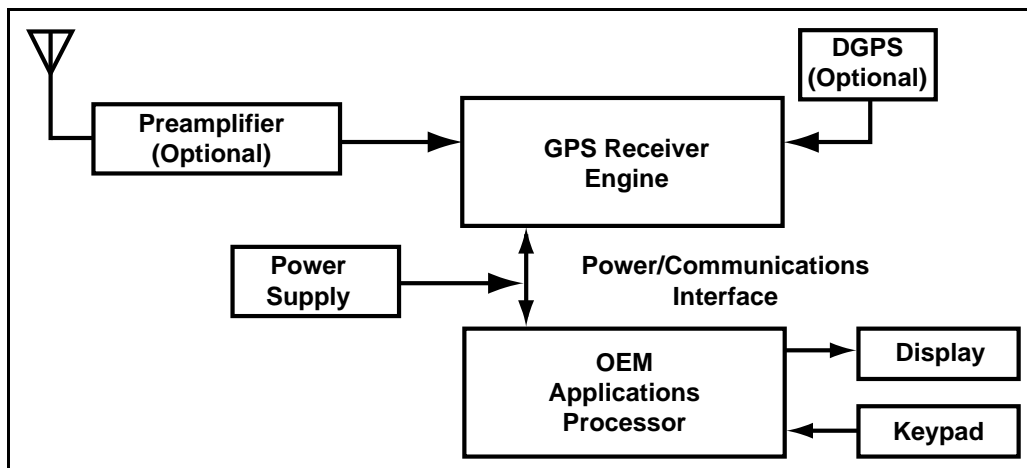 DGPS
(Optional)
Preamplifier
(Optional)
GPS Receiver
Engine
Power
Supply
Power/Communications
Interface
OEM
Applications
Processor
Display
Keypad